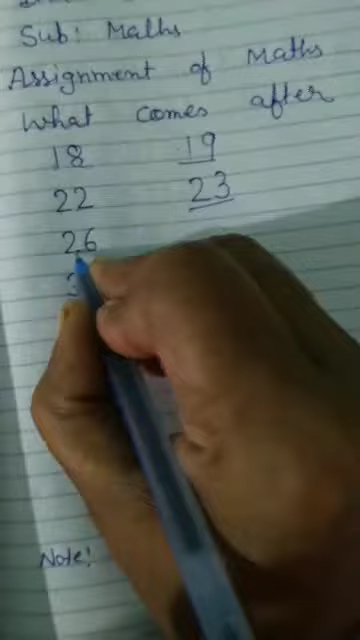 Sub: Maths
Assignment of Maths
What comes after
18 19
22 23
26
Note!